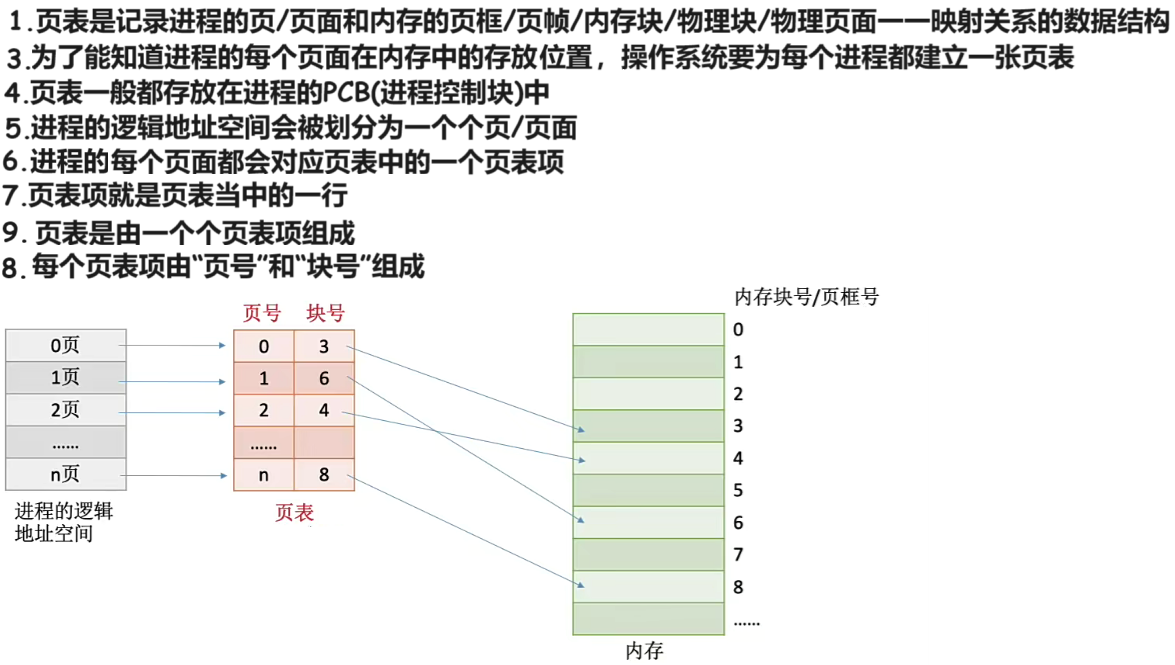 1.页表是记录进程的页/页面和内存的页框/页帧/内存块/物理块/物理页面一一映射关系的数据结构
3.为了能知道进程的每个页面在内存中的存放位置，操作系统要为每个进程都建立一张页表
4.页表一般都存放在进程的PCB(进程控制块)中
5.进程的逻辑地址空间会被划分为一个个页/页面
6.进程的每个页面都会对应页表中的一个页表项
7.页表项就是页表当中的一行
9. 页表是由一个个页表项组成
8.每个页表项由“页号”和“块号”组成
内存块号/页框号
页号 块号
0页 0 3 0
1页 1 6 1
2页 2 4 2
...... ...... 3
n页 n 8 4
5
6
7
8
......
进程的逻辑
地址空间
页表
内存